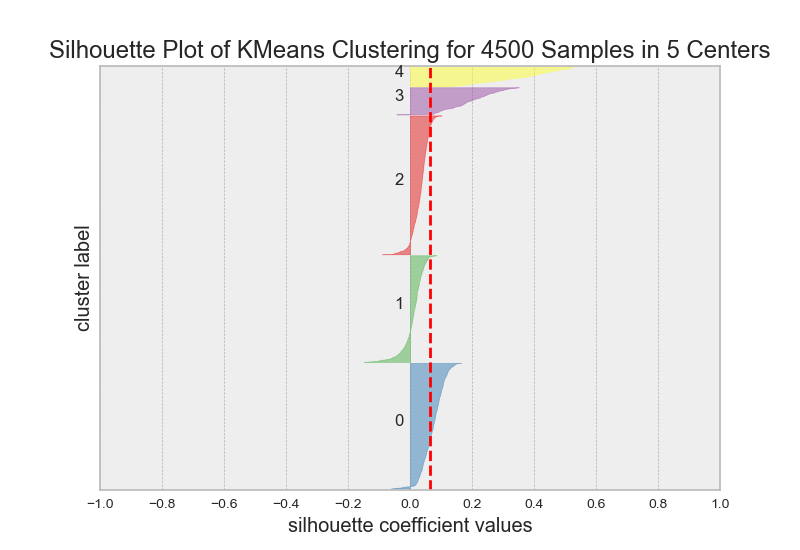 Silhouette Plot of KMeans Clustering for 4500 Samples in 5 Centers
4
3
2
1
0
cluster label
−1.0 −0.8 −0.6 −0.4 −0.2 0.0 0.2 0.4 0.6 0.8 1.0
silhouette coefficient values